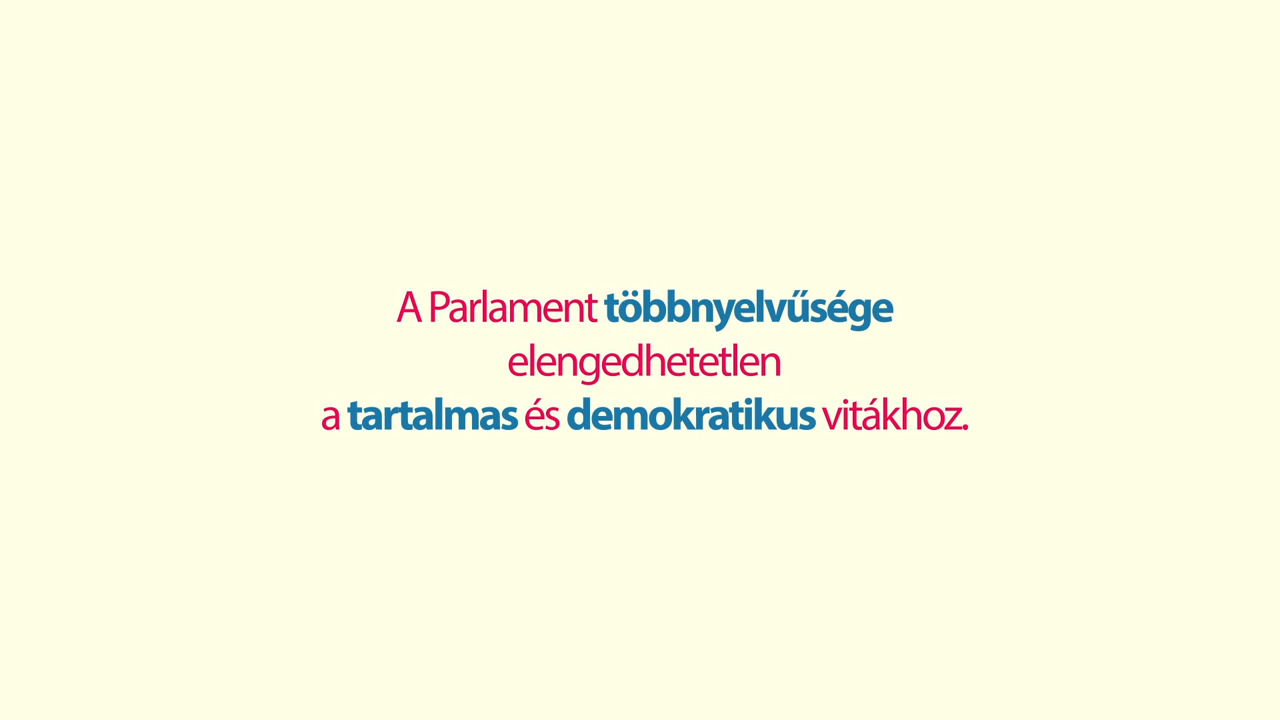 A Parlament többnyelvűsége
elengedhetetlen
a tartalmas és demokratikus vitákhoz.